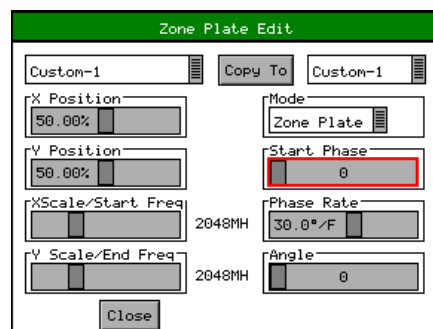 Zone Plate Edit
Custom-1 Copy To Custom-1
X Position
50.00%
Mode
Zone Plate
Y Position
50.00%
Start Phase
0
XScale/Start Freq
2048MH
Phase Rate
30.0°/F
Y Scale/End Freq
2048MH
Angle
0
Close